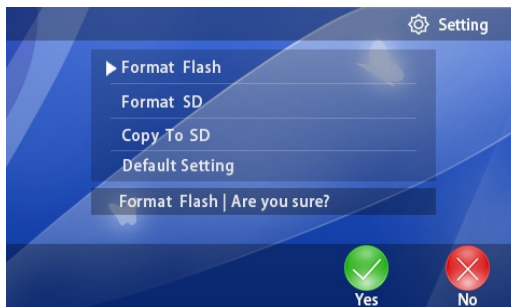 Setting
Format Flash
Format SD
Copy To SD
Default Setting
Format Flash | Are you sure?
Yes No